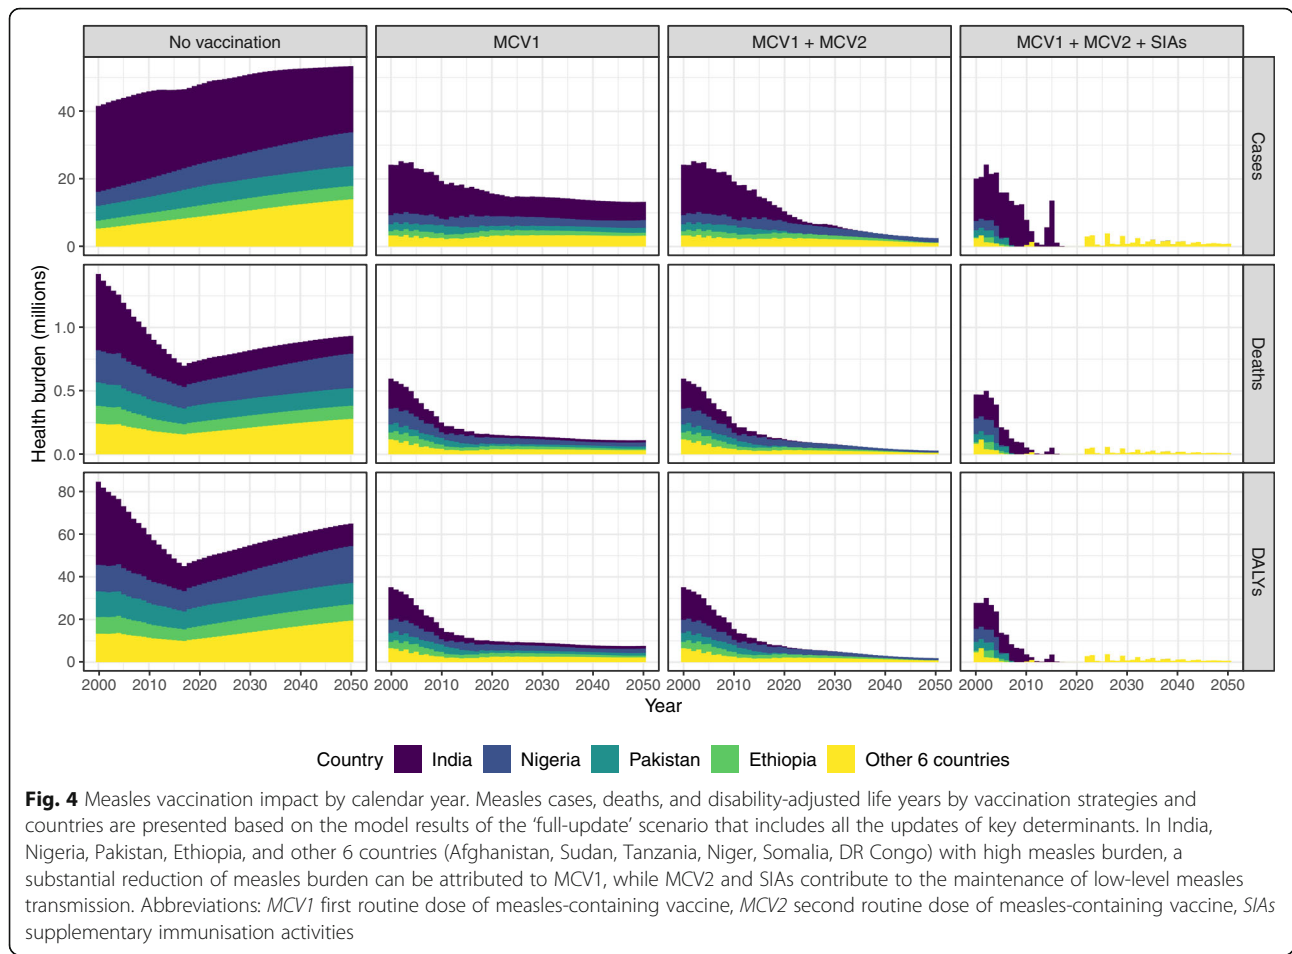 No vaccination
MCV1
MCV1 + MCV2
MCV1 + MCV2 + SIAs
40
20
0
Cases
1.0
0.5
0.0
Deaths
80
60
40
20
0
DALYs
Health burden (millions)
2000 2010 2020 2030 2040 2050
2000 2010 2020 2030 2040 2050
2000 2010 2020 2030 2040 2050
2000 2010 2020 2030 2040 2050
Year
Country India Nigeria Pakistan Ethiopia Other 6 countries
Fig. 4 Measles vaccination impact by calendar year. Measles cases, deaths, and disability-adjusted life years by vaccination strategies and
countries are presented based on the model results of the ‘full-update’ scenario that includes all the updates of key determinants. In India,
Nigeria, Pakistan, Ethiopia, and other 6 countries (Afghanistan, Sudan, Tanzania, Niger, Somalia, DR Congo) with high measles burden, a
substantial reduction of measles burden can be attributed to MCV1, while MCV2 and SIAs contribute to the maintenance of low-level measles
transmission. Abbreviations: MCV1 first routine dose of measles-containing vaccine, MCV2 second routine dose of measles-containing vaccine, SIAs
supplementary immunisation activities